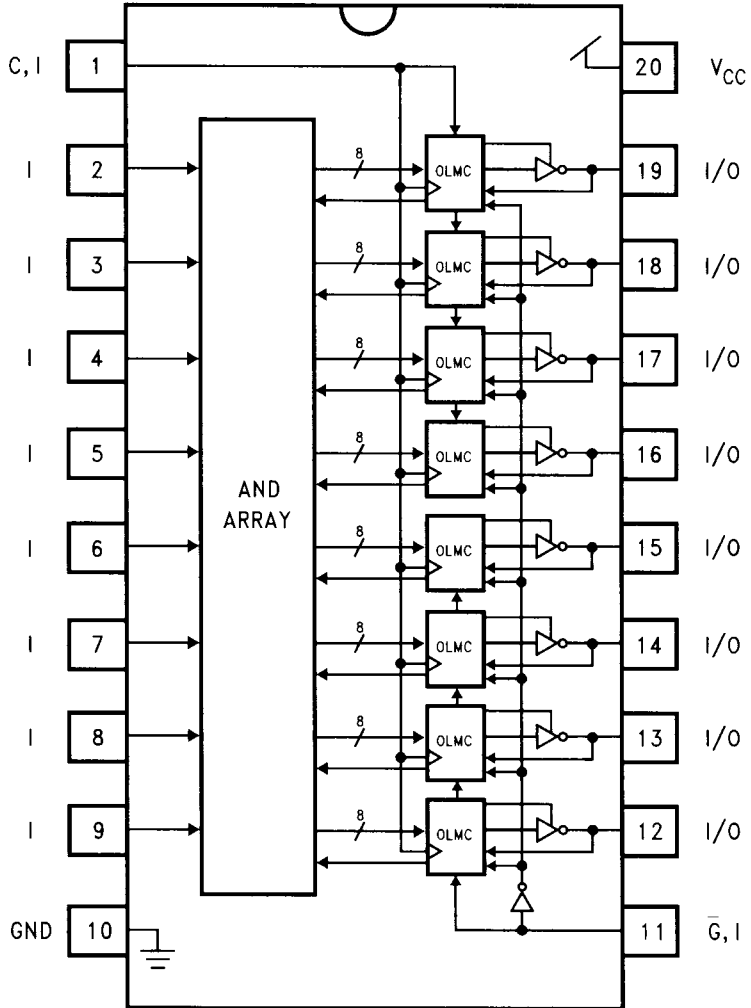 C, I 1 20 VCC
I 2 8 OLMC 19 I/O
I 3 8 OLMC 18 I/O
I 4 8 OLMC 17 I/O
I 5 8 OLMC 16 I/O
AND
ARRAY
I 6 8 OLMC 15 I/O
I 7 8 OLMC 14 I/O
I 8 8 OLMC 13 I/O
I 9 8 OLMC 12 I/O
GND 10 11 G̅, I